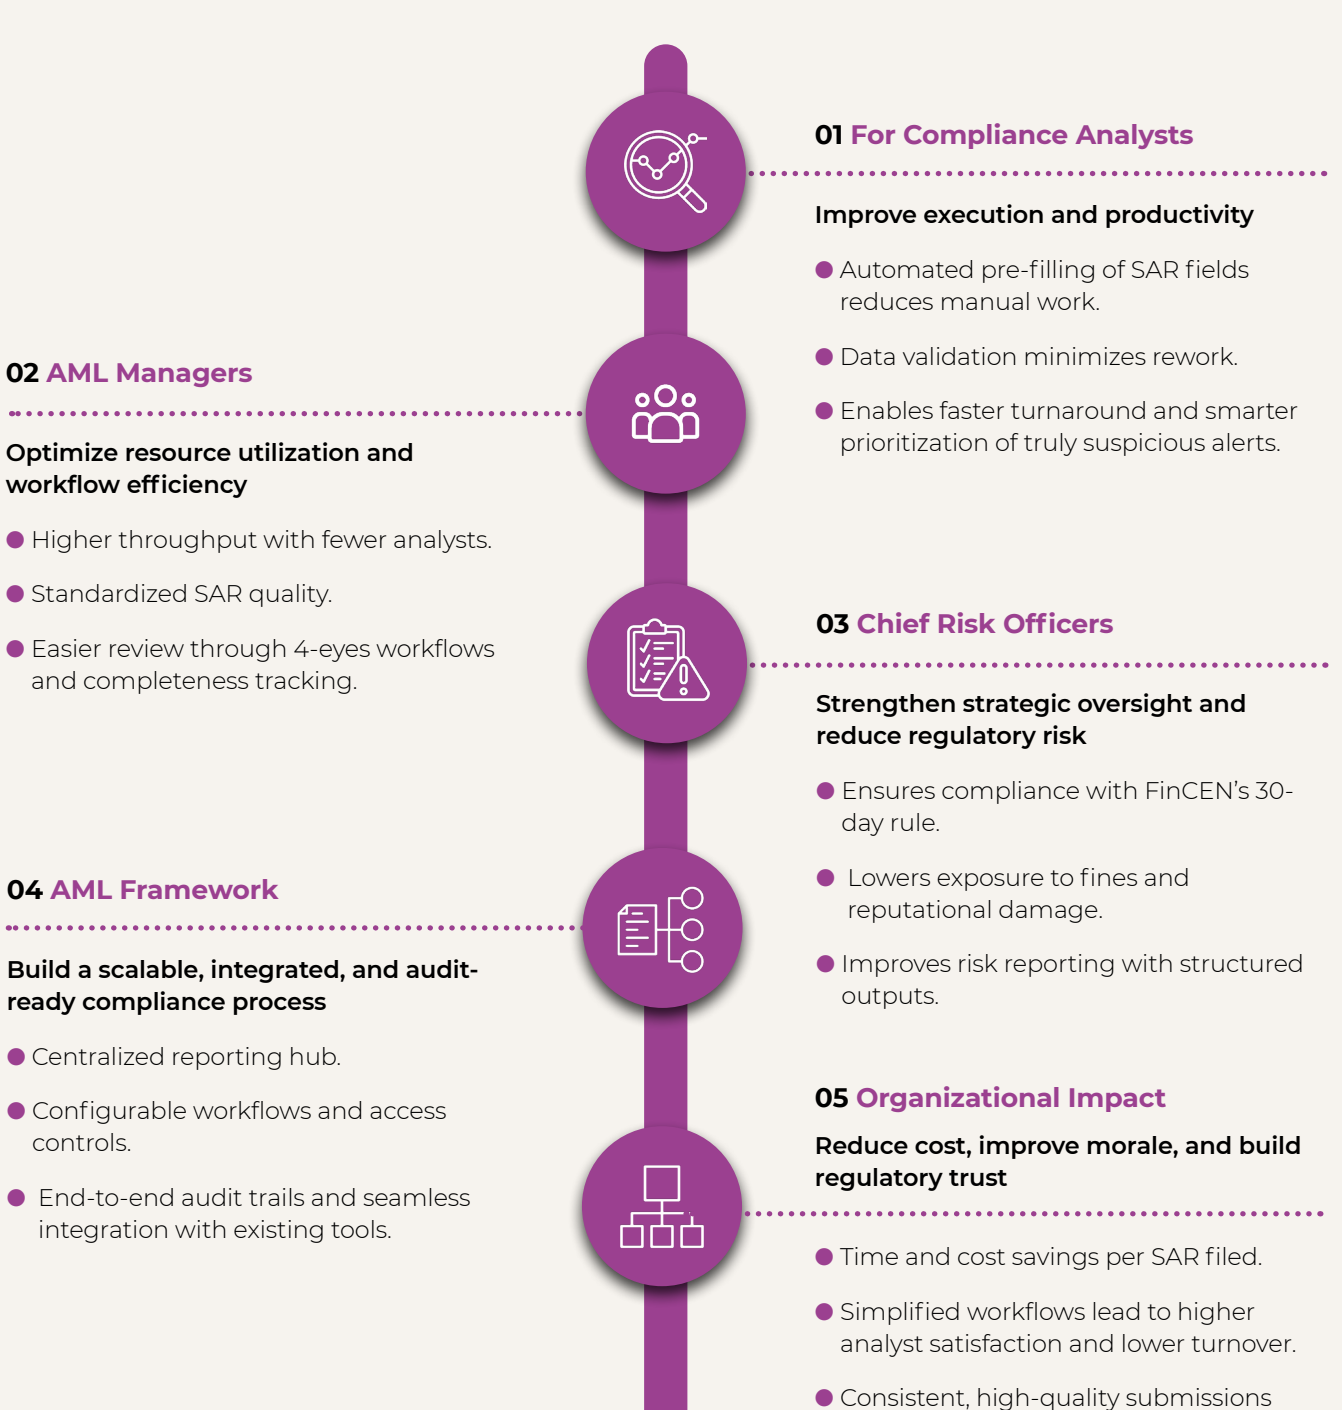 01 For Compliance Analysts
Improve execution and productivity
● Automated pre-filling of SAR fields
reduces manual work.
● Data validation minimizes rework.
● Enables faster turnaround and smarter
prioritization of truly suspicious alerts.
02 AML Managers
Optimize resource utilization and
workflow efficiency
● Higher throughput with fewer analysts.
● Standardized SAR quality.
● Easier review through 4-eyes workflows
and completeness tracking.
03 Chief Risk Officers
Strengthen strategic oversight and
reduce regulatory risk
● Ensures compliance with FinCEN’s 30-
day rule.
● Lowers exposure to fines and
reputational damage.
● Improves risk reporting with structured
outputs.
04 AML Framework
Build a scalable, integrated, and audit-
ready compliance process
● Centralized reporting hub.
● Configurable workflows and access
controls.
● End-to-end audit trails and seamless
integration with existing tools.
05 Organizational Impact
Reduce cost, improve morale, and build
regulatory trust
● Time and cost savings per SAR filed.
● Simplified workflows lead to higher
analyst satisfaction and lower turnover.
● Consistent, high-quality submissions